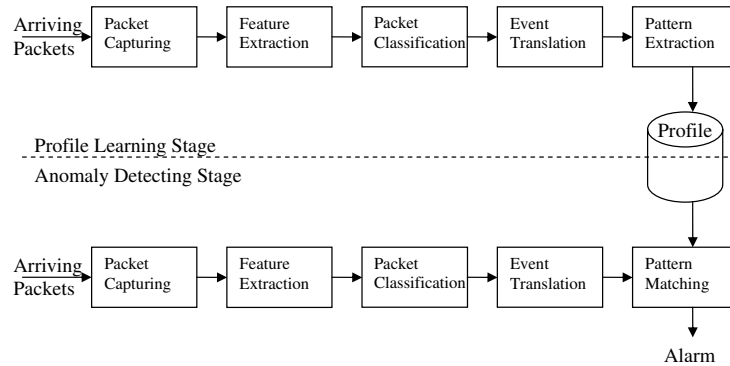 Arriving
Packets
Packet
Capturing
Feature
Extraction
Packet
Classification
Event
Translation
Pattern
Extraction
Profile
Profile Learning Stage
Anomaly Detecting Stage
Arriving
Packets
Packet
Capturing
Feature
Extraction
Packet
Classification
Event
Translation
Pattern
Matching
Alarm